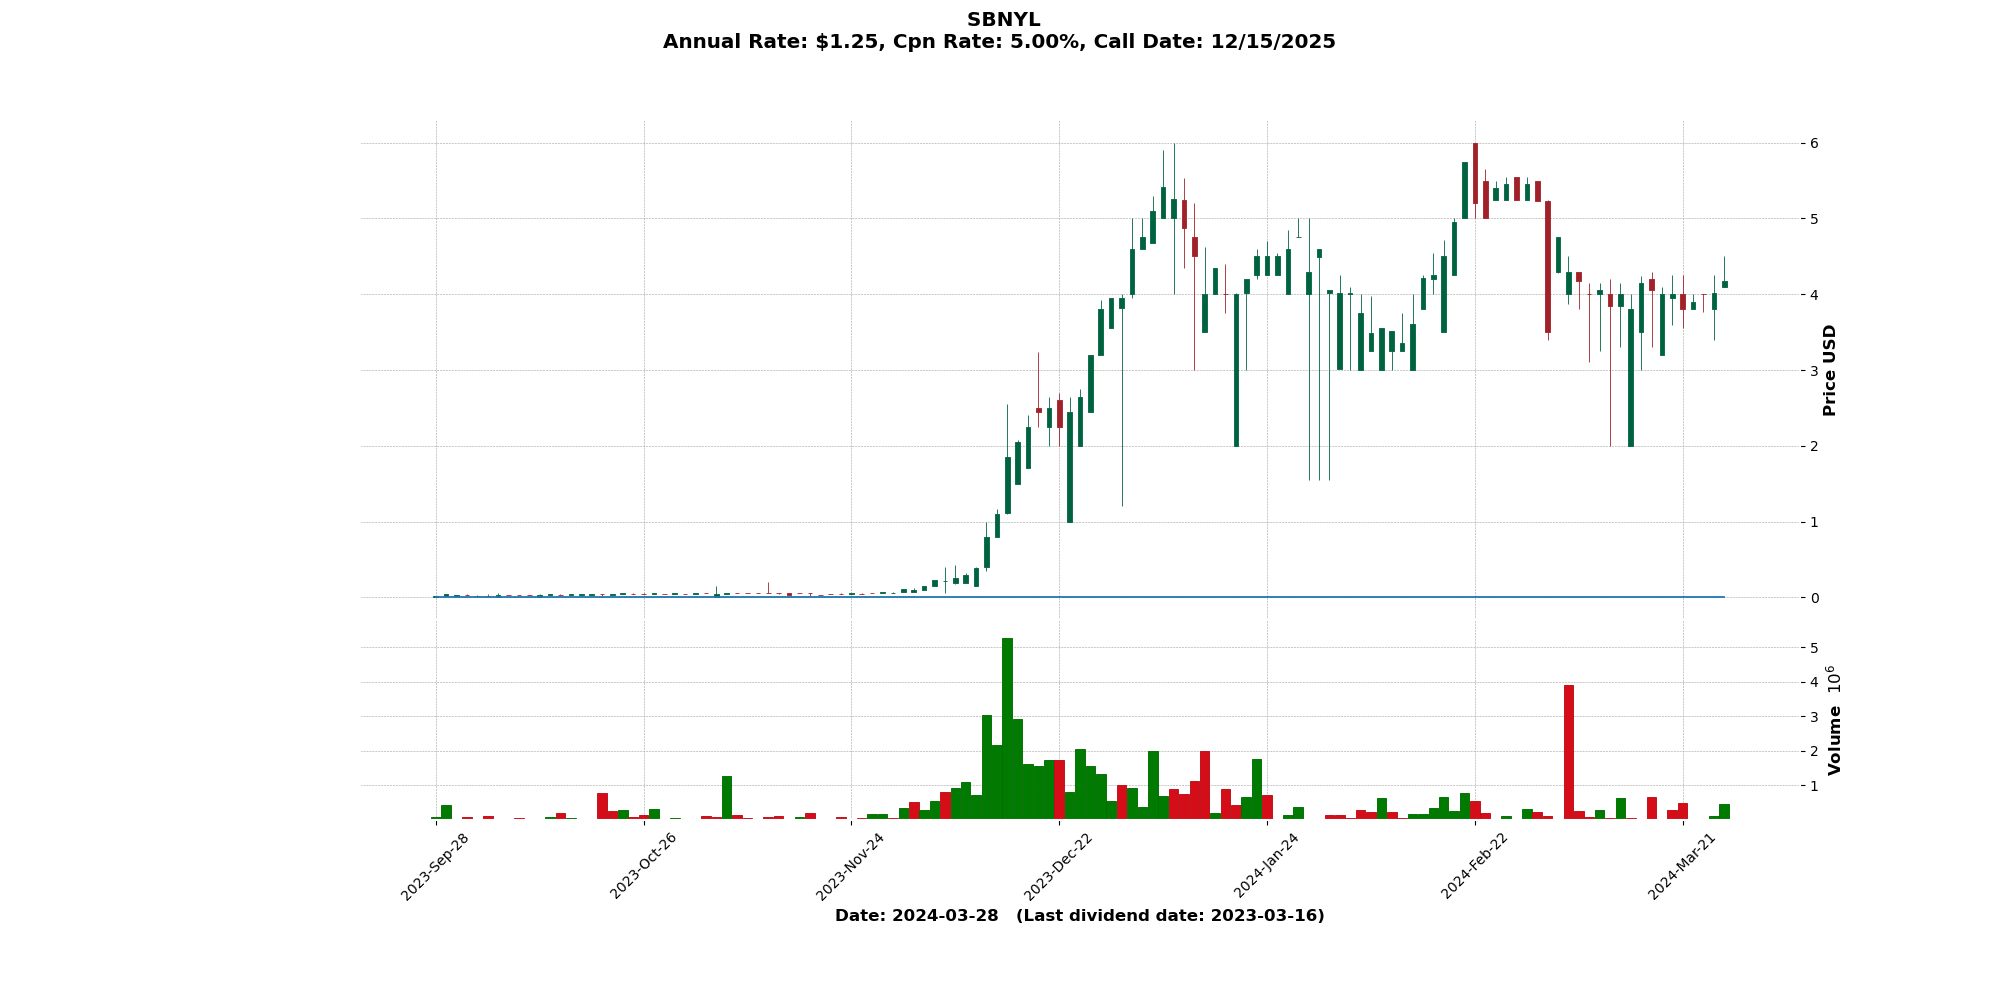 SBNYL
Annual Rate: $1.25, Cpn Rate: 5.00%, Call Date: 12/15/2025
6
5
4
3
2
1
0
Price USD
5
4
3
2
1
Volume 10⁶
2023-Sep-28
2023-Oct-26
2023-Nov-24
2023-Dec-22
2024-Jan-24
2024-Feb-22
2024-Mar-21
Date: 2024-03-28 (Last dividend date: 2023-03-16)